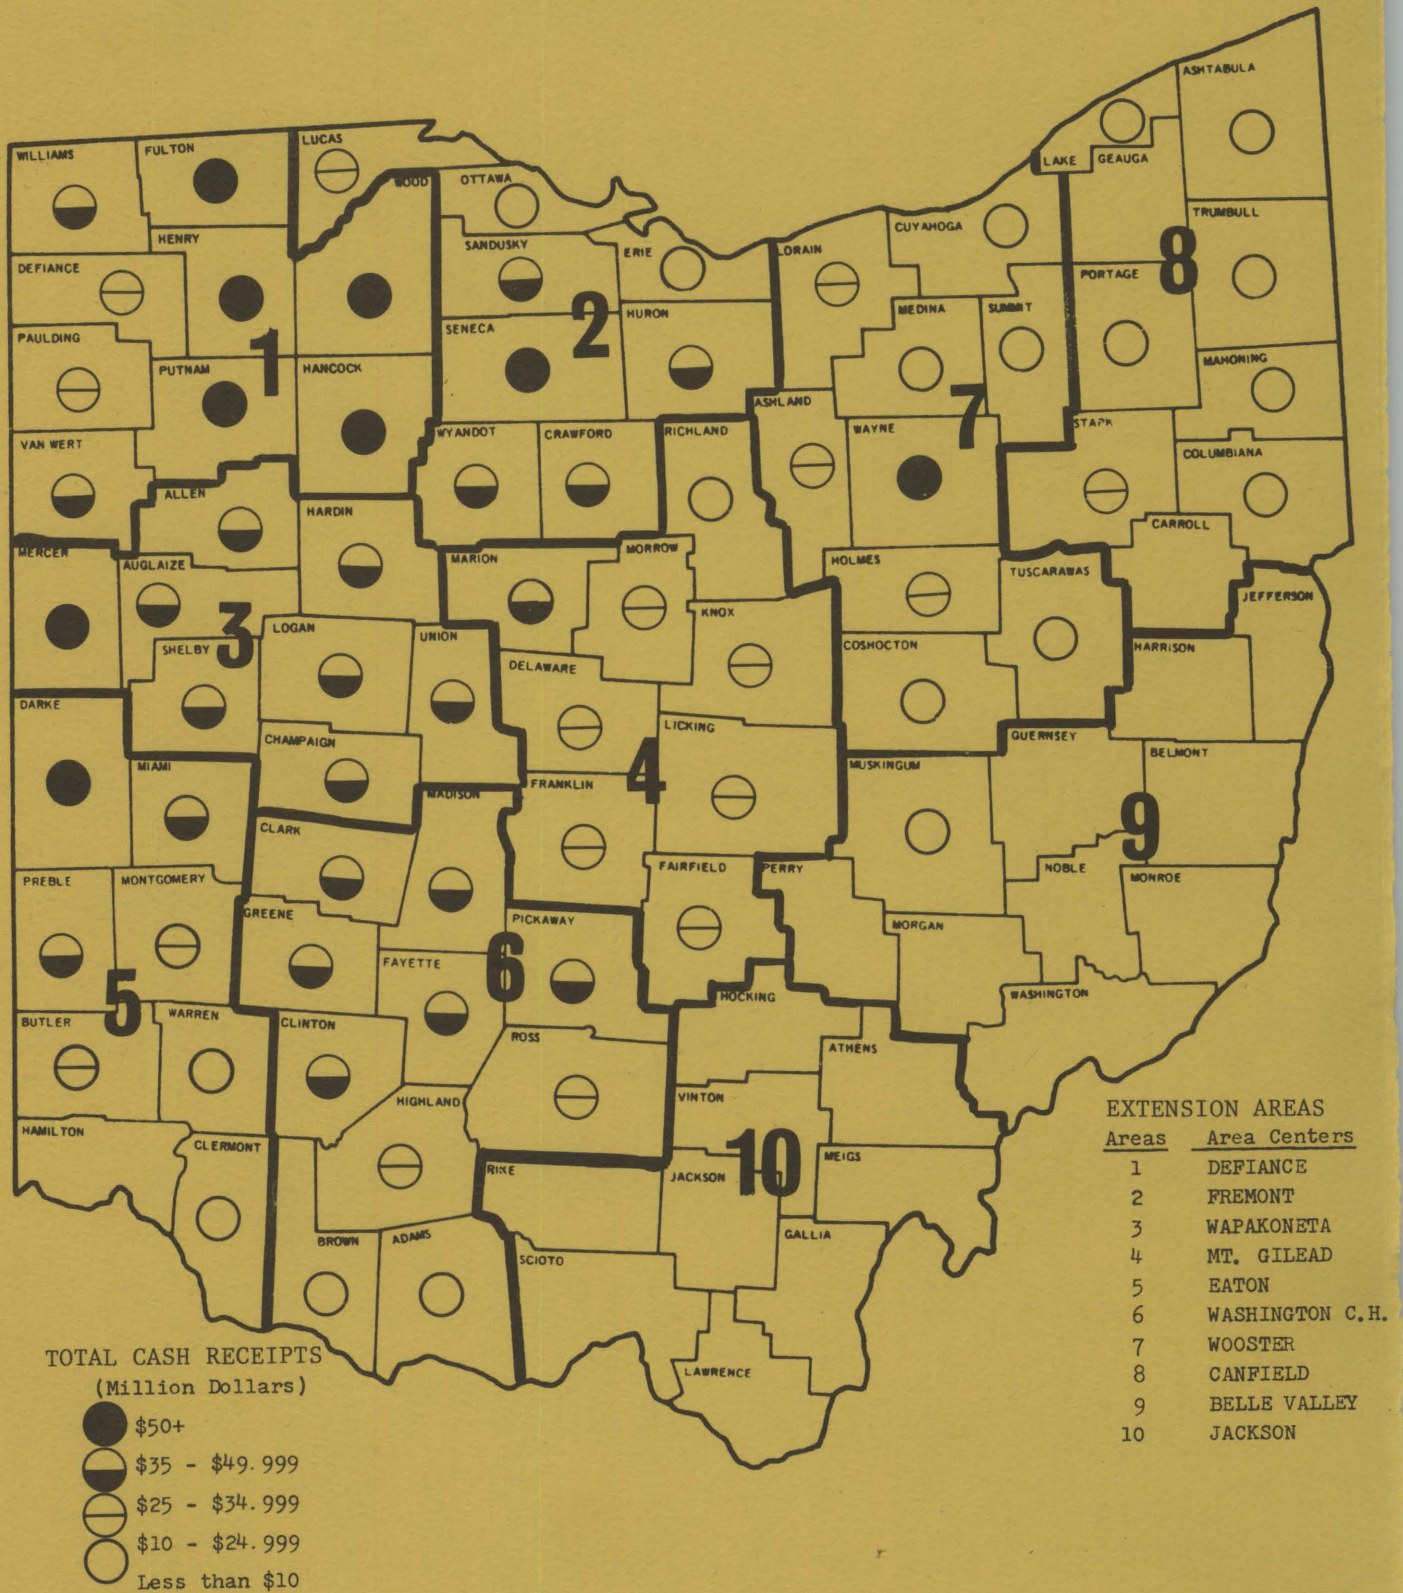 ASHTABULA
WILLIAMS
FULTON
LUCAS
LAKE
GEAUGA
WOOD
OTTAWA
TRUMBULL
HENRY
SANDUSKY
ERIE
LORAIN
CUYAHOGA
8
DEFIANCE
PORTAGE
2
PAULDING
SENECA
HURON
MEDINA
SUMMIT
1
PUTNAM
HANCOCK
MAHONING
ASHLAND
7
VAN WERT
WYANDOT
CRAWFORD
RICHLAND
WAYNE
STARK
COLUMBIANA
ALLEN
HARDIN
CARROLL
MERCER
AUGLAIZE
MARION
MORROW
HOLMES
TUSCARAWAS
JEFFERSON
3
LOGAN
UNION
KNOX
SHELBY
DELAWARE
COSHOCTON
HARRISON
DARKE
CHAMPAIGN
LICKING
GUERNSEY
MIAMI
4
MUSKINGUM
BELMONT
MADISON
FRANKLIN
CLARK
9
PREBLE
MONTGOMERY
FAIRFIELD
PERRY
NOBLE
MONROE
GREENE
PICKAWAY
MORGAN
5
FAYETTE
6
HOCKING
WASHINGTON
BUTLER
WARREN
CLINTON
ROSS
ATHENS
HAMILTON
HIGHLAND
VINTON
CLERMONT
PIKE
JACKSON
10
MEIGS
BROWN
ADAMS
SCIOTO
GALLIA
LAWRENCE
EXTENSION AREAS
Areas Area Centers
1 DEFIANCE
2 FREMONT
3 WAPAKONETA
4 MT. GILEAD
5 EATON
6 WASHINGTON C.H.
7 WOOSTER
8 CANFIELD
9 BELLE VALLEY
10 JACKSON
TOTAL CASH RECEIPTS
(Million Dollars)
$50+
$35 - $49.999
$25 - $34.999
$10 - $24.999
Less than $10